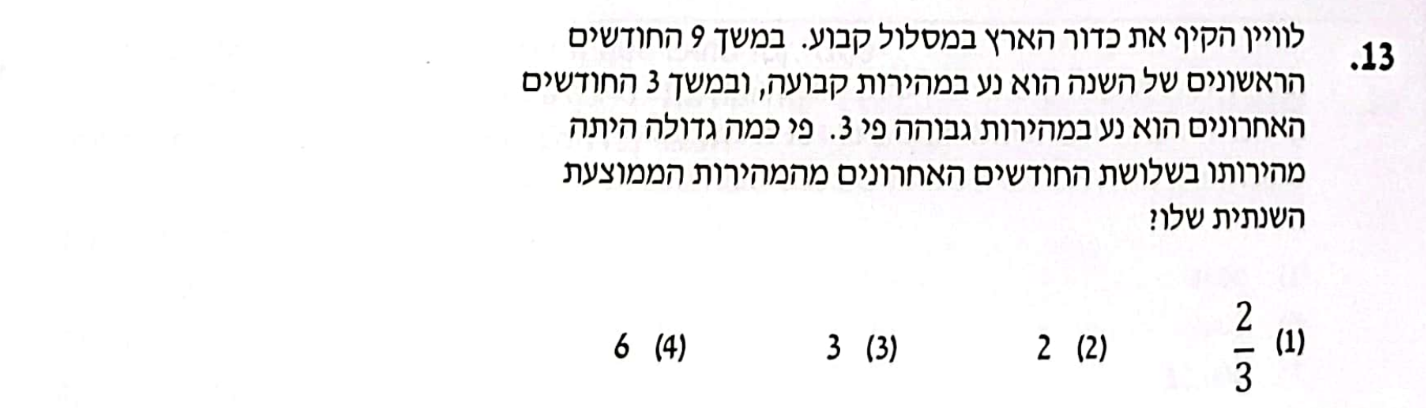 13. לוויין הקיף את כדור הארץ במסלול קבוע. במשך 9 החודשים
הראשונים של השנה הוא נע במהירות קבועה, ובמשך 3 החודשים
האחרונים הוא נע במהירות גבוהה פי 3. פי כמה גדולה היתה
מהירותו בשלושת החודשים האחרונים מהמהירות הממוצעת
השנתית שלו?
(1) 2/3 (2) 2 (3) 3 (4) 6